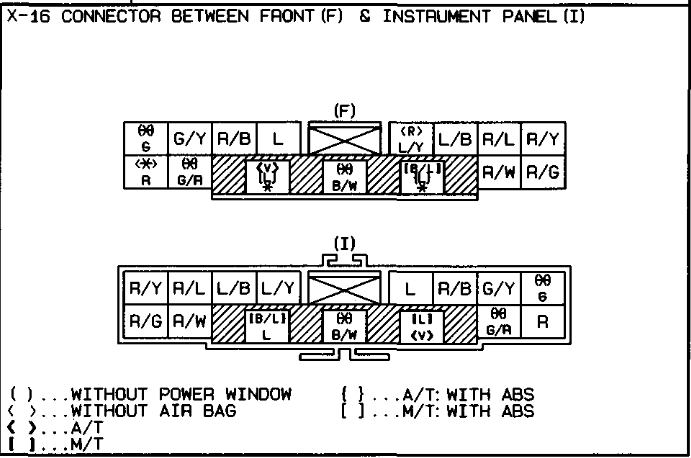 X-16 CONNECTOR BETWEEN FRONT (F) & INSTRUMENT PANEL (I)
(F)
θθ G/Y R/B L <R> L/B R/L R/Y
G L/Y
<*> θθ <V> θθ [B/L] R/W R/G
R G/R [L] B/W [L]
* *
(I)
R/Y R/L L/B L/Y L R/B G/Y θθ
G
R/G R/W [B/L] θθ [L] θθ R
L B/W <V> G/R
( )...WITHOUT POWER WINDOW { }...A/T: WITH ABS
< >...WITHOUT AIR BAG [ ]...M/T: WITH ABS
< >...A/T
[ ]...M/T